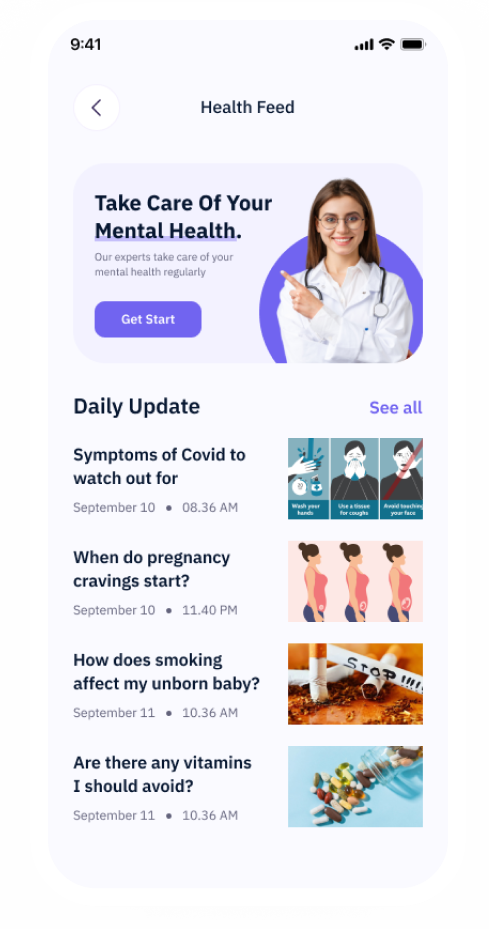 9:41
Health Feed
Take Care Of Your
Mental Health.
Our experts take care of your
mental health regularly
Get Start
Daily Update
See all
Symptoms of Covid to
watch out for
September 10 • 08.36 AM
Wash your
hands
Use a tissue
for coughs
Avoid touching
your face
When do pregnancy
cravings start?
September 10 • 11.40 PM
How does smoking
affect my unborn baby?
September 11 • 10.36 AM
STOP!!!!
Are there any vitamins
I should avoid?
September 11 • 10.36 AM